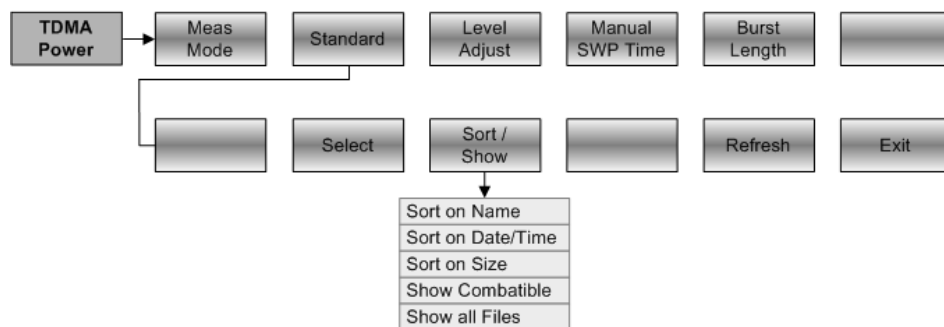 TDMA
Power
Meas
Mode
Standard
Level
Adjust
Manual
SWP Time
Burst
Length
Select
Sort /
Show
Refresh
Exit
Sort on Name
Sort on Date/Time
Sort on Size
Show Combatible
Show all Files